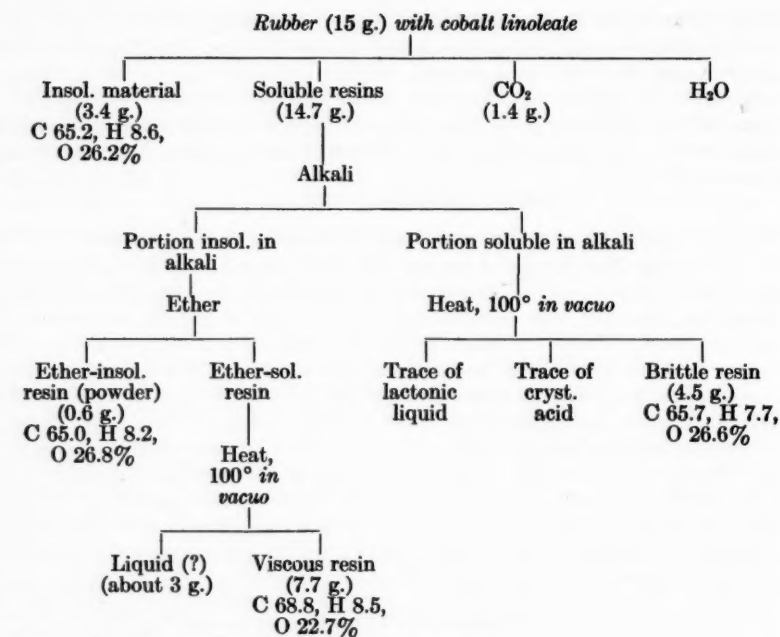 Rubber (15 g.) with cobalt linoleate
Insol. material
(3.4 g.)
C 65.2, H 8.6,
O 26.2%
Soluble resins
(14.7 g.)
CO₂
(1.4 g.)
H₂O
Alkali
Portion insol. in
alkali
Portion soluble in alkali
Ether
Heat, 100° in vacuo
Ether-insol.
resin (powder)
(0.6 g.)
C 65.0, H 8.2,
O 26.8%
Ether-sol.
resin
Trace of
lactonic
liquid
Trace of
cryst.
acid
Brittle resin
(4.5 g.)
C 65.7, H 7.7,
O 26.6%
Heat,
100° in
vacuo
Liquid (?)
(about 3 g.)
Viscous resin
(7.7 g.)
C 68.8, H 8.5,
O 22.7%